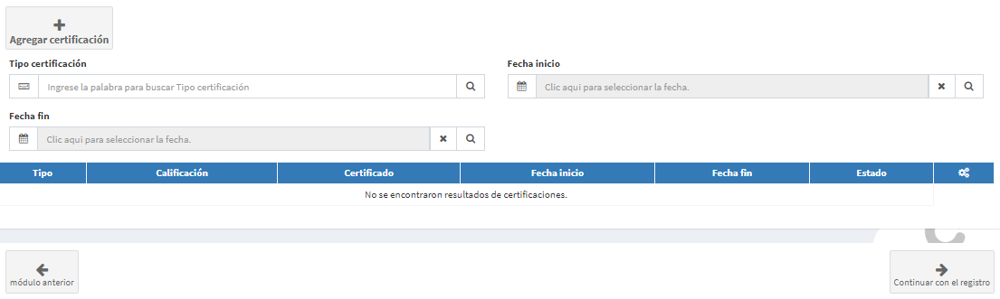 Agregar certificación
Tipo certificación
Ingrese la palabra para buscar Tipo certificación
Fecha inicio
Clic aqui para seleccionar la fecha.
Fecha fin
Clic aqui para seleccionar la fecha.
Tipo Calificación Certificado Fecha inicio Fecha fin Estado
No se encontraron resultados de certificaciones.
módulo anterior
Continuar con el registro